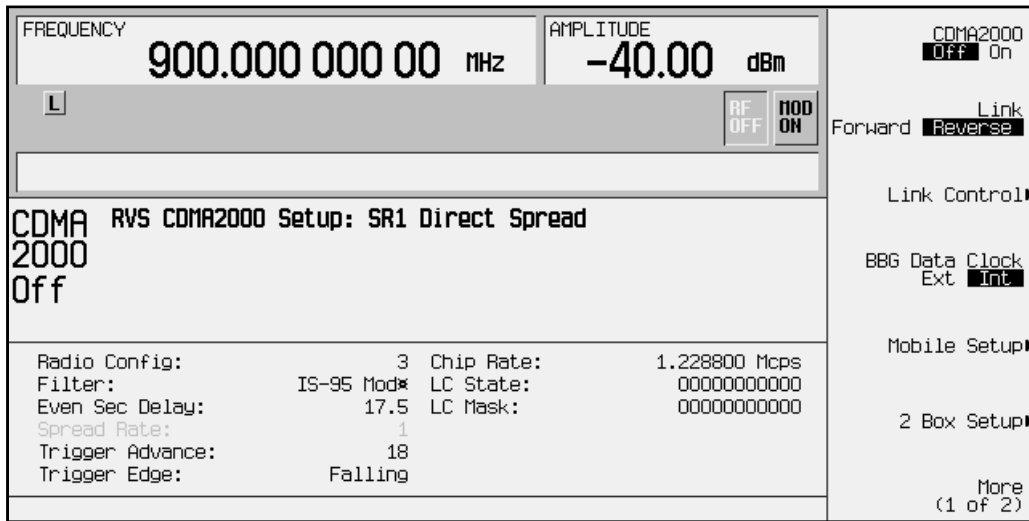 FREQUENCY
900.000 000 00 MHz
AMPLITUDE
-40.00 dBm
L
RF OFF
MOD ON
CDMA 2000 Off
RVS CDMA2000 Setup: SR1 Direct Spread
Radio Config: 3
Filter: IS-95 Mod¤
Even Sec Delay: 17.5
Spread Rate: 1
Trigger Advance: 18
Trigger Edge: Falling
Chip Rate: 1.228800 Mcps
LC State: 00000000000
LC Mask: 00000000000
CDMA2000
Off On
Link
Forward Reverse
Link Control
BBG Data Clock
Ext Int
Mobile Setup
2 Box Setup
More
(1 of 2)